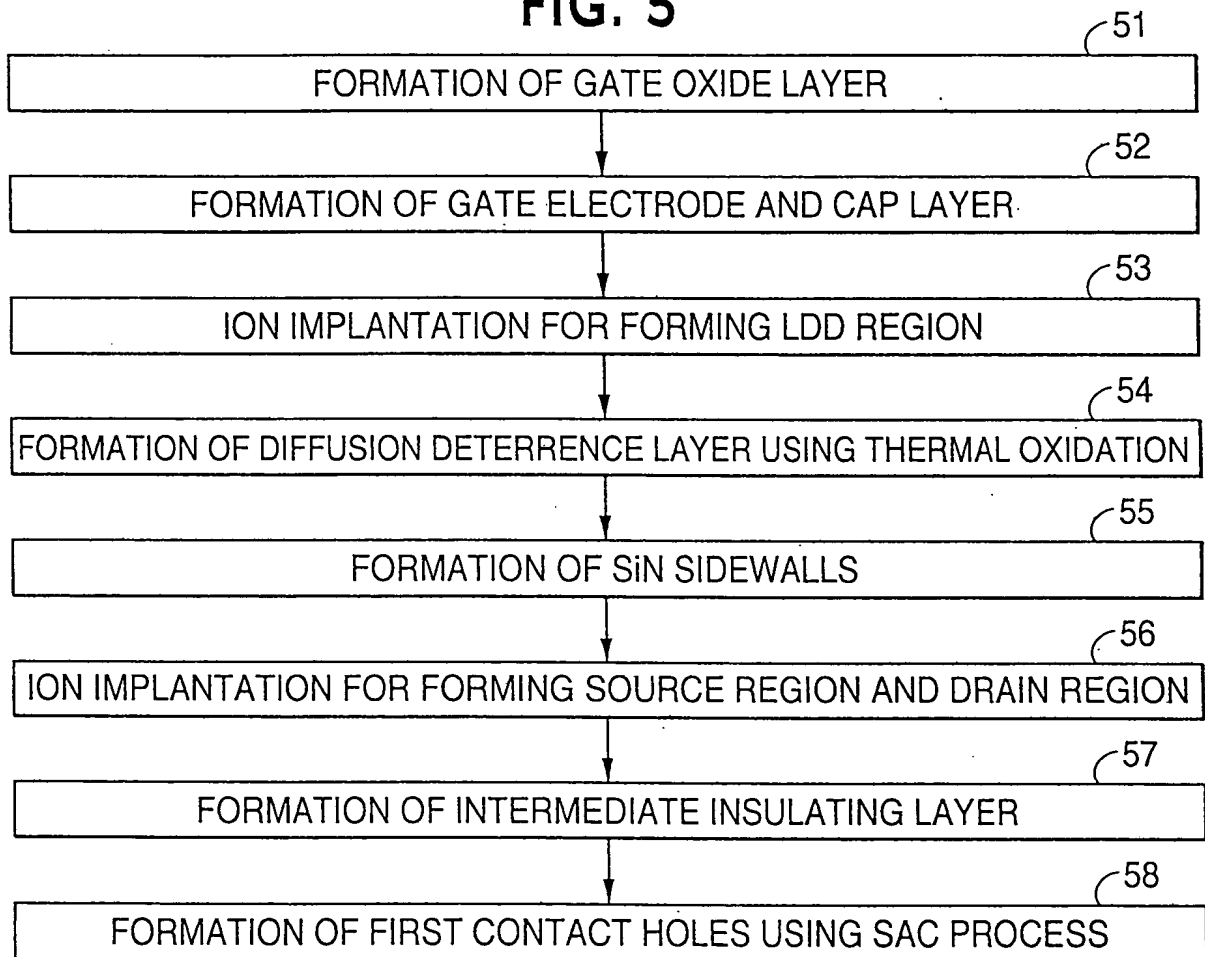 FIG. 5
51
FORMATION OF GATE OXIDE LAYER
52
FORMATION OF GATE ELECTRODE AND CAP LAYER
53
ION IMPLANTATION FOR FORMING LDD REGION
54
FORMATION OF DIFFUSION DETERRENCE LAYER USING THERMAL OXIDATION
55
FORMATION OF SiN SIDEWALLS
56
ION IMPLANTATION FOR FORMING SOURCE REGION AND DRAIN REGION
57
FORMATION OF INTERMEDIATE INSULATING LAYER
58
FORMATION OF FIRST CONTACT HOLES USING SAC PROCESS